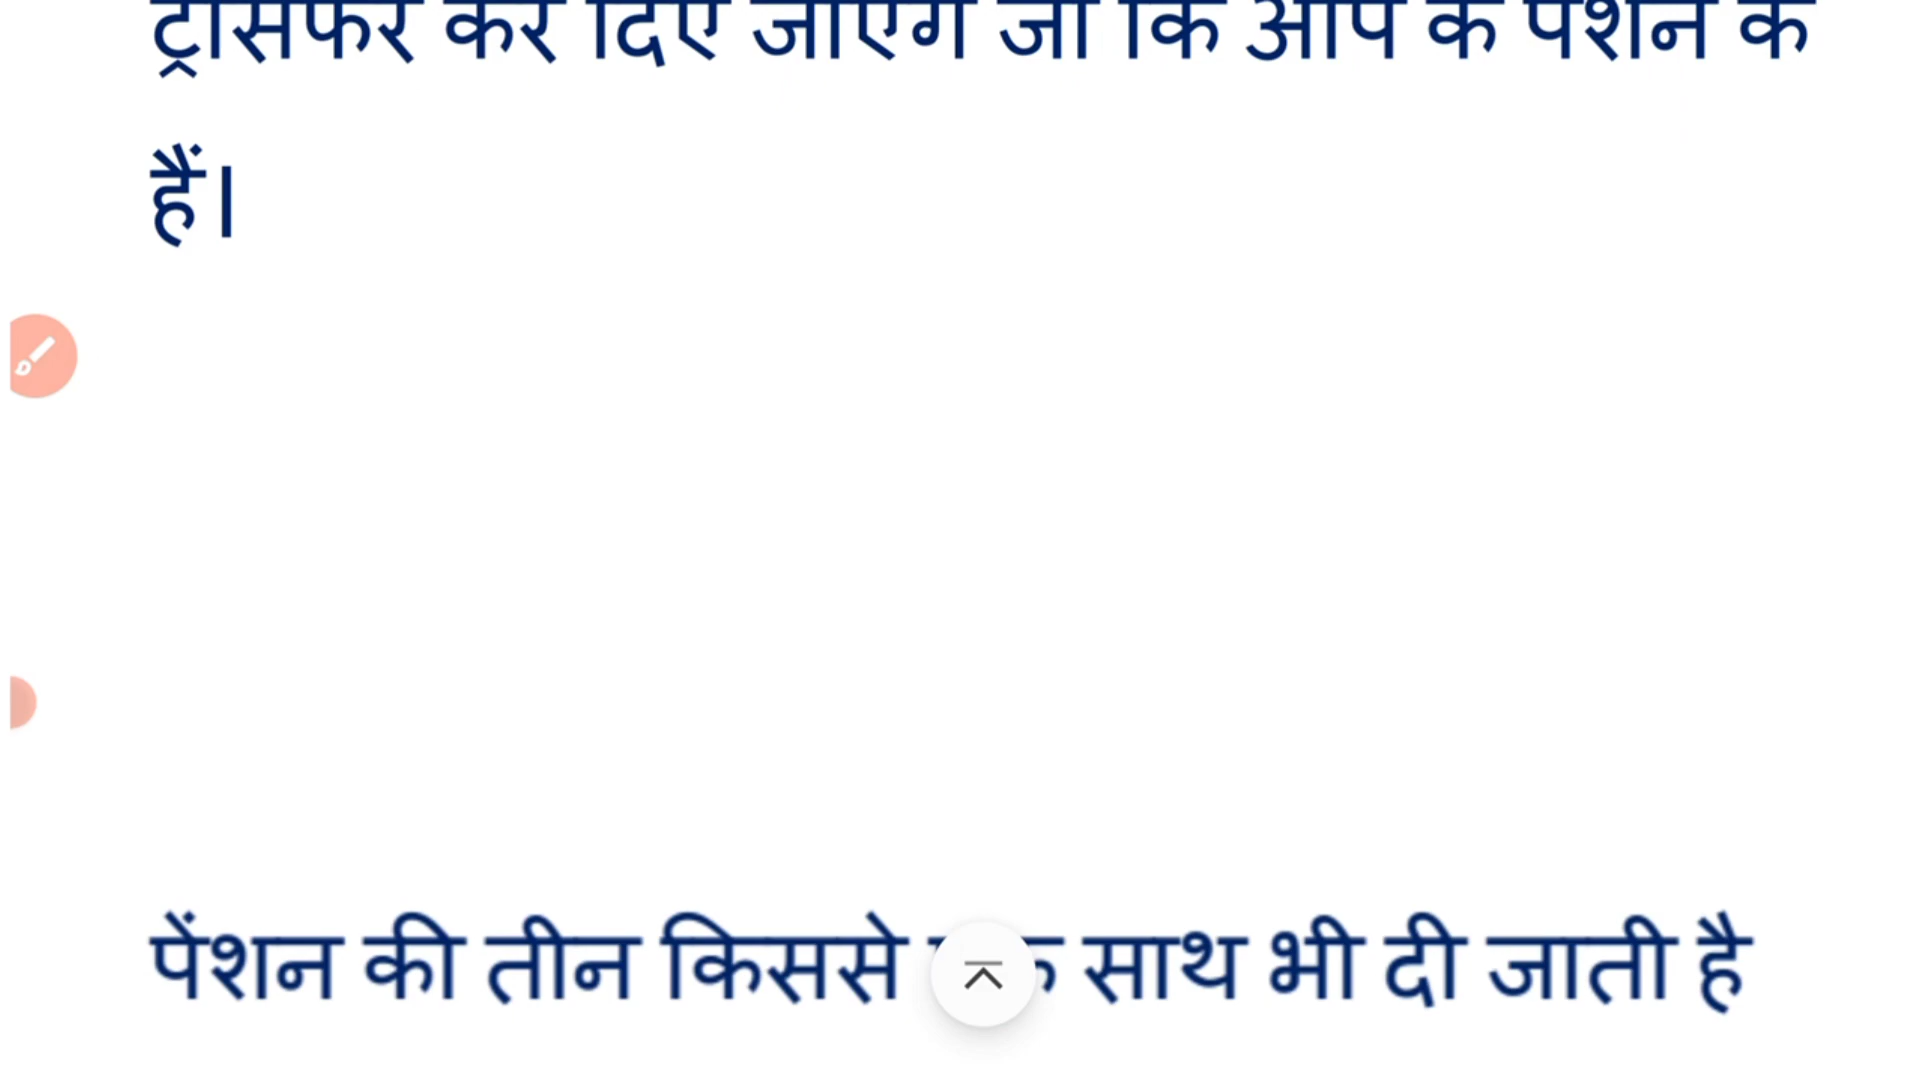 ट्रांसफर कर दिए जाएंगे जो कि आप के पेंशन के
हैं।
पेंशन की तीन किससे साथ भी दी जाती है